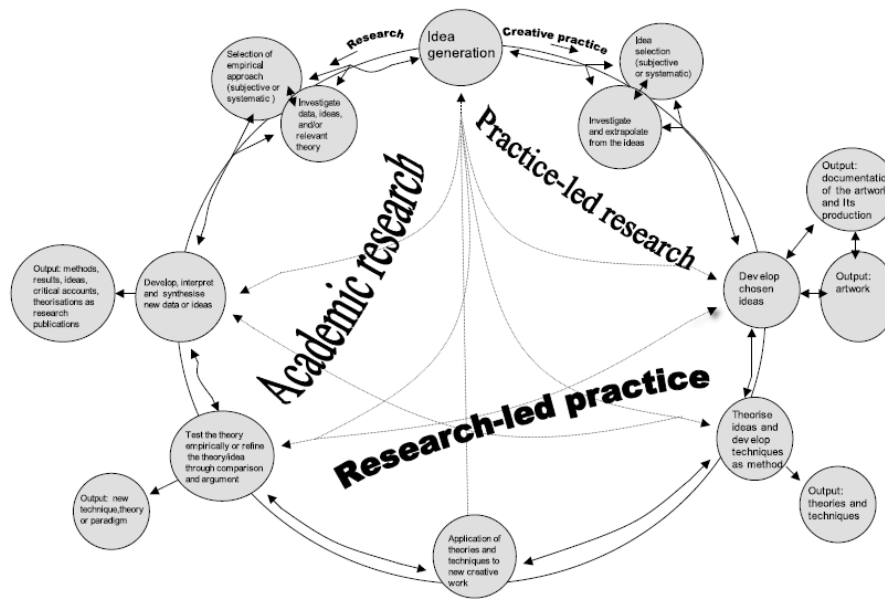 Research
Creative practice
Idea
generation
Selection of
empirical
approach
(subjective or
systematic )
Investigate
data, ideas,
and/or
relevant
theory
Idea
selection
(subjective
or systematic)
Investigate
and extrapolate
from the ideas
Academic research
Practice-led research
Research-led practice
Output:
documentation
of the artwork
and Its
production
Output:
artwork
Develop
chosen
ideas
Output: methods,
results, ideas,
critical accounts,
theorisations as
research
publications
Develop, interpret
and synthesise
new data or ideas
Test the theory
empirically or refine
the theory/idea
through comparison
and argument
Output: new
technique,theory
or paradigm
Theorise
ideas and
develop
techniques
as method
Output:
theories and
techniques
Application of
theories and
techniques to
new creative
work